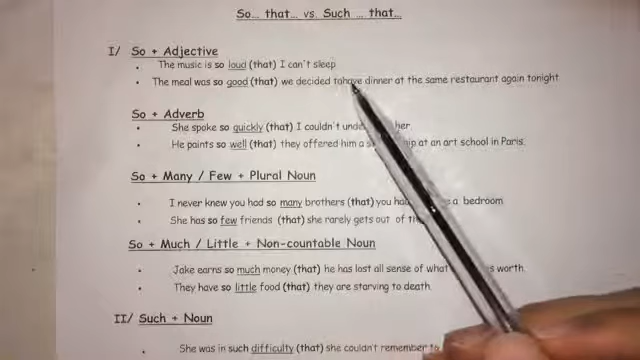 So... that... vs. Such ... that...
I/ So + Adjective
The music is so loud (that) I can't sleep
The meal was so good (that) we decided to have dinner at the same restaurant again tonight
So + Adverb
She spoke so quickly (that) I couldn't her
He paints so well (that) they offered him a at an art school in Paris.
So + Many / Few + Plural Noun
I never knew you had so many brothers (that) you a bedroom
She has so few friends (that) she rarely gets out of
So + Much / Little + Non-countable Noun
Jake earns so much money (that) he has lost all sense of what worth.
They have so little food (that) they are starving to death.
II/ Such + Noun
She was in such difficulty (that) she couldn't remember to